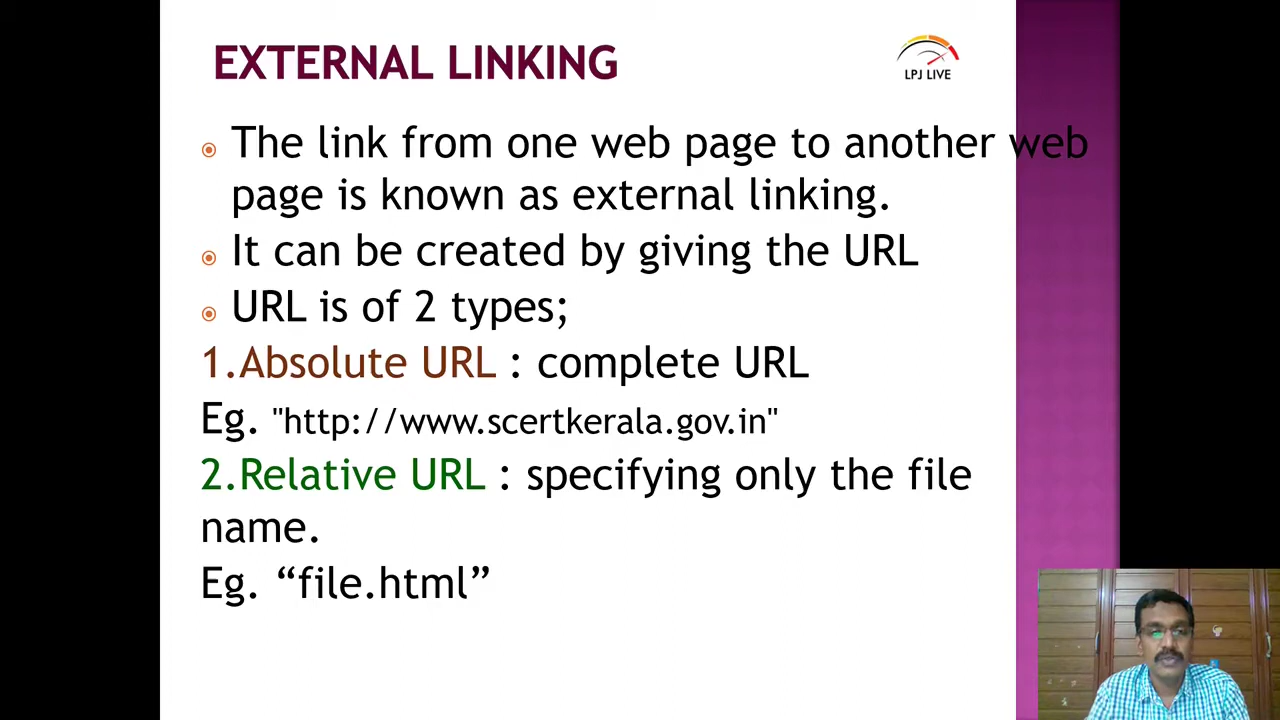 EXTERNAL LINKING
LPJ LIVE
The link from one web page to another web
page is known as external linking.
It can be created by giving the URL
URL is of 2 types;
1.Absolute URL : complete URL
Eg. "http://www.scertkerala.gov.in"
2.Relative URL : specifying only the file
name.
Eg. “file.html”